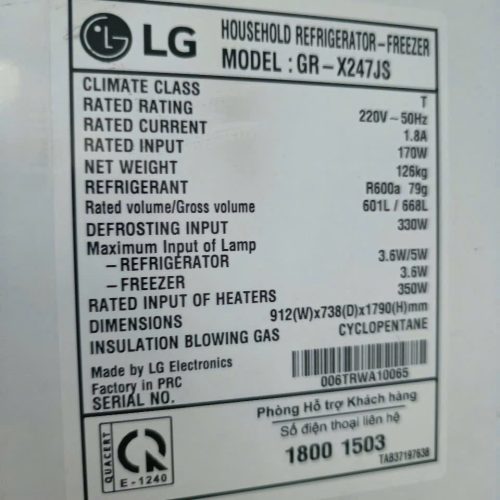 LG
HOUSEHOLD REFRIGERATOR-FREEZER
MODEL : GR-X247JS
CLIMATE CLASS T
RATED RATING 220V~50Hz
RATED CURRENT 1.8A
RATED INPUT 170W
NET WEIGHT 126kg
REFRIGERANT R600a 79g
Rated volume/Gross volume 601L / 668L
DEFROSTING INPUT 330W
Maximum Input of Lamp
-REFRIGERATOR 3.6W/5W
-FREEZER 3.6W
RATED INPUT OF HEATERS 350W
DIMENSIONS 912(W)x738(D)x1790(H)mm
INSULATION BLOWING GAS CYCLOPENTANE
Made by LG Electronics
Factory in PRC
SERIAL NO. 006TRWA10065
QUACERT
E-1240
Phòng Hỗ trợ Khách hàng
Số điện thoại liên hệ
1800 1503
TAB37197638